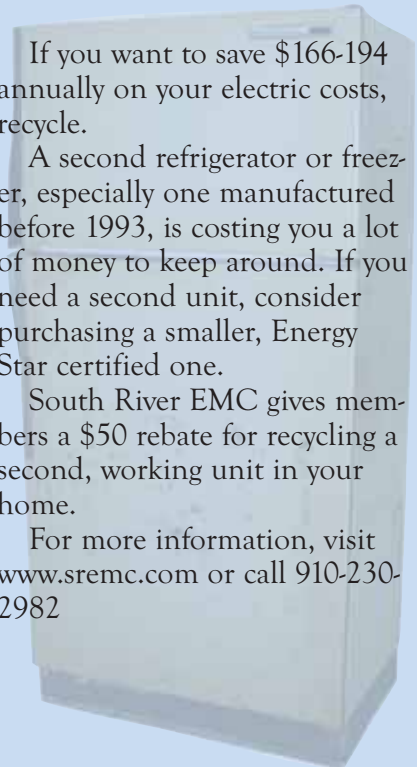 If you want to save $166-194
annually on your electric costs,
recycle.
A second refrigerator or freez-
er, especially one manufactured
before 1993, is costing you a lot
of money to keep around. If you
need a second unit, consider
purchasing a smaller, Energy
Star certified one.
South River EMC gives mem-
bers a $50 rebate for recycling a
second, working unit in your
home.
For more information, visit
www.sremc.com or call 910-230-
2982